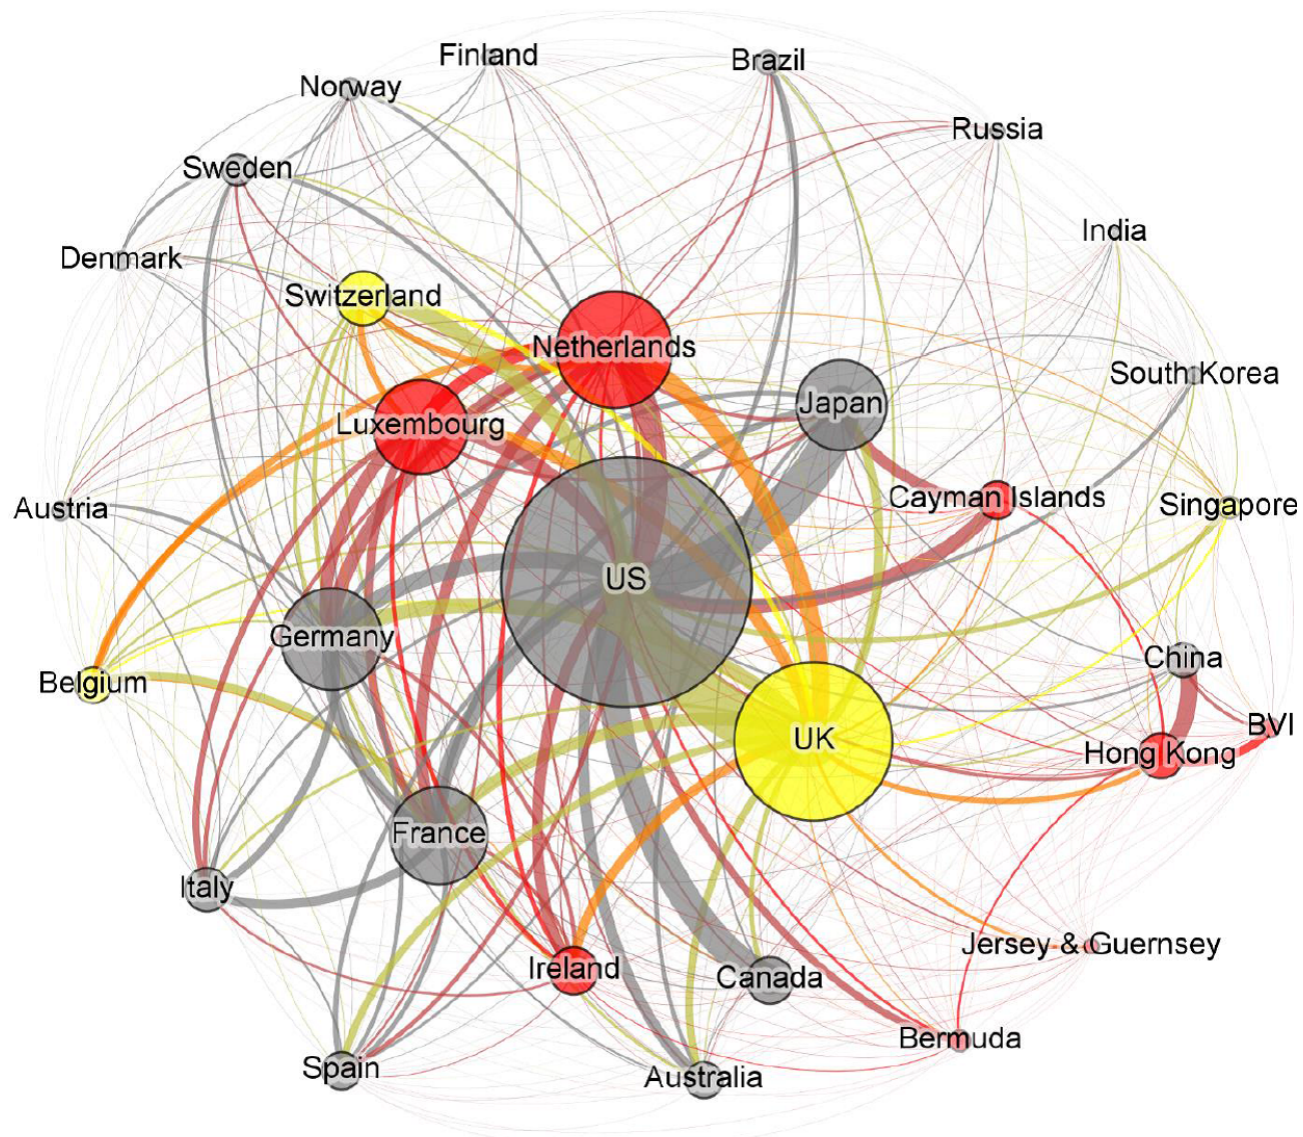 Finland
Brazil
Norway
Russia
Sweden
India
Denmark
Switzerland
Netherlands
South Korea
Japan
Luxembourg
Cayman Islands
Singapore
Austria
US
Germany
China
Belgium
BVI
UK
Hong Kong
France
Italy
Jersey & Guernsey
Ireland
Canada
Bermuda
Spain
Australia